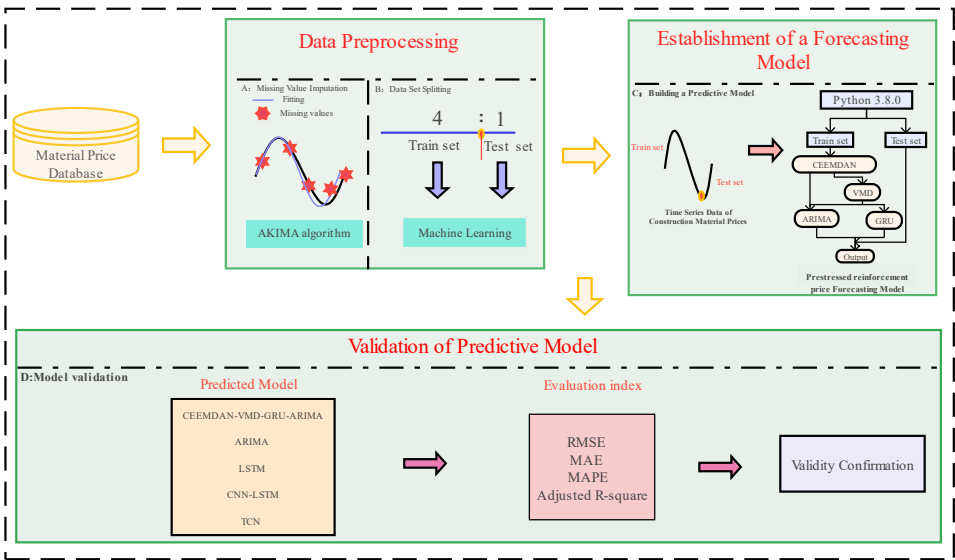 Material Price
Database
Data Preprocessing
A: Missing Value Imputation
Fitting
Missing values
AKIMA algorithm
B: Data Set Splitting
4 : 1
Train set
Test set
Machine Learning
Establishment of a Forecasting
Model
C: Building a Predictive Model
Train set
Test set
Time Series Data of
Construction Material Prices
Python 3.8.0
Train set
Test set
CEEMDAN
VMD
ARIMA
GRU
Output
Prestressed reinforcement
price Forecasting Model
Validation of Predictive Model
D:Model validation
Predicted Model
CEEMDAN-VMD-GRU-ARIMA
ARIMA
LSTM
CNN-LSTM
TCN
Evaluation index
RMSE
MAE
MAPE
Adjusted R-square
Validity Confirmation